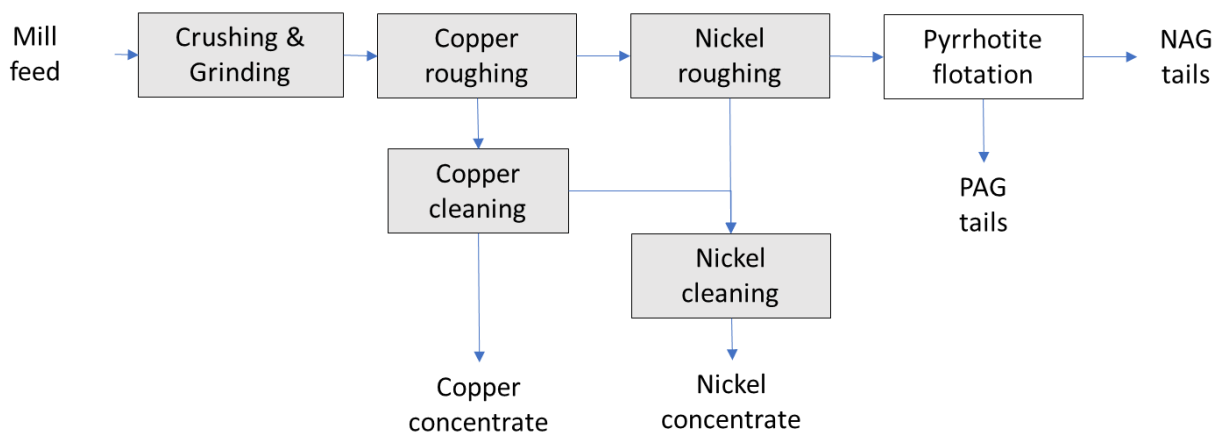 Mill
feed
Crushing &
Grinding
Copper
roughing
Nickel
roughing
Pyrrhotite
flotation
NAG
tails
Copper
cleaning
PAG
tails
Nickel
cleaning
Copper
concentrate
Nickel
concentrate